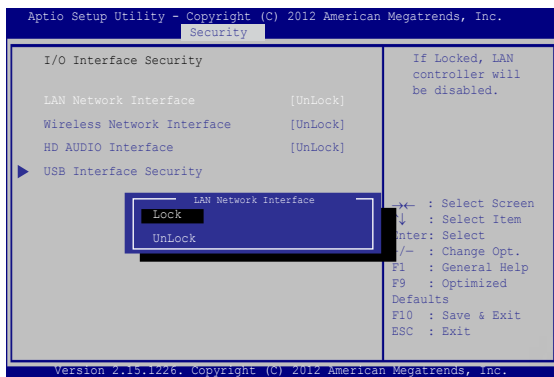 Aptio Setup Utility - Copyright (C) 2012 American Megatrends, Inc.
Security
I/O Interface Security
LAN Network Interface [UnLock]
Wireless Network Interface [UnLock]
HD AUDIO Interface [UnLock]
USB Interface Security
LAN Network Interface
Lock
UnLock
If Locked, LAN
controller will
be disabled.
→← : Select Screen
↑↓ : Select Item
Enter: Select
+/— : Change Opt.
F1 : General Help
F9 : Optimized
Defaults
F10 : Save & Exit
ESC : Exit
Version 2.15.1226. Copyright (C) 2012 American Megatrends, Inc.